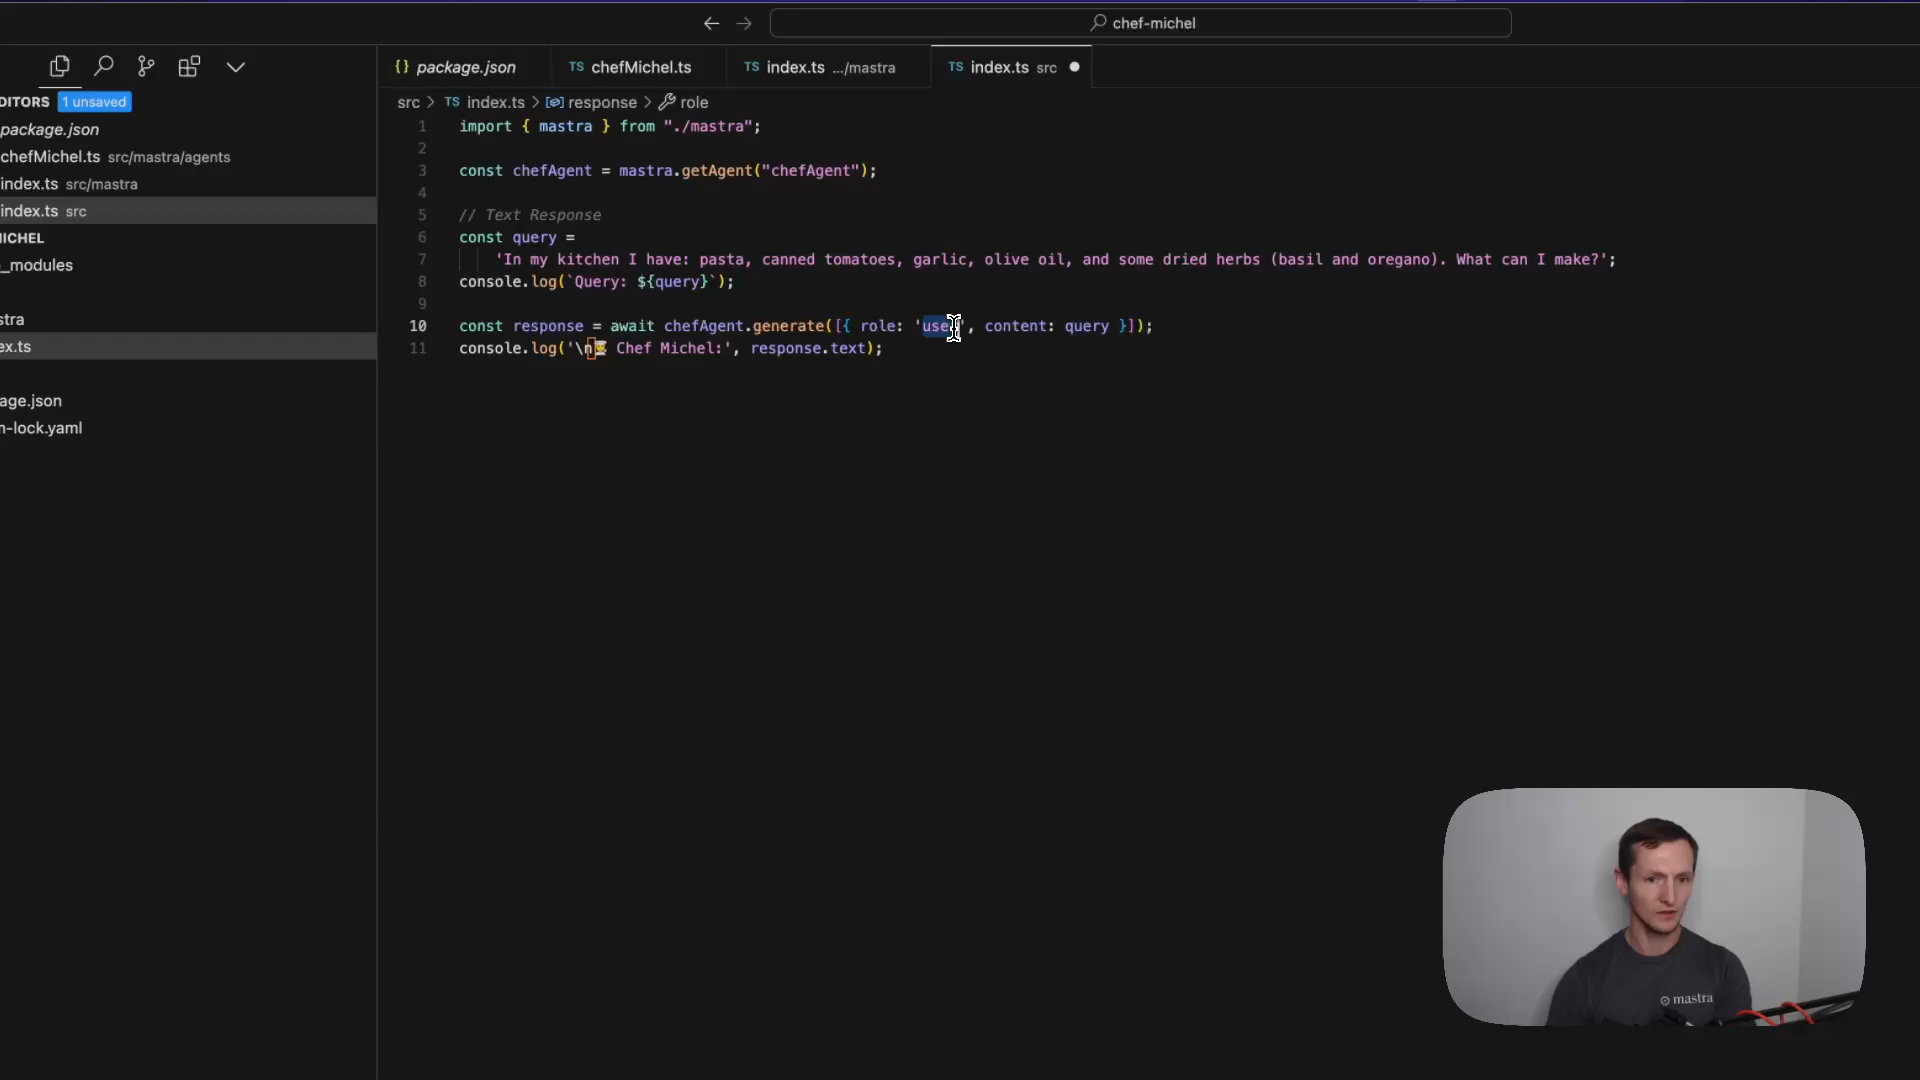 chef-michel
DITORS 1 unsaved
package.json
chefMichel.ts src/mastra/agents
index.ts src/mastra
index.ts src
MICHEL
_modules
stra
ex.ts
age.json
m-lock.yaml
{} package.json
TS chefMichel.ts
TS index.ts .../mastra
TS index.ts src
src > TS index.ts > response > role
1 import { mastra } from "./mastra";
2
3 const chefAgent = mastra.getAgent("chefAgent");
4
5 // Text Response
6 const query =
7 'In my kitchen I have: pasta, canned tomatoes, garlic, olive oil, and some dried herbs (basil and oregano). What can I make?';
8 console.log(`Query: ${query}`);
9
10 const response = await chefAgent.generate([{ role: 'user', content: query }]);
11 console.log('\n👨‍🍳 Chef Michel:', response.text);
mastra